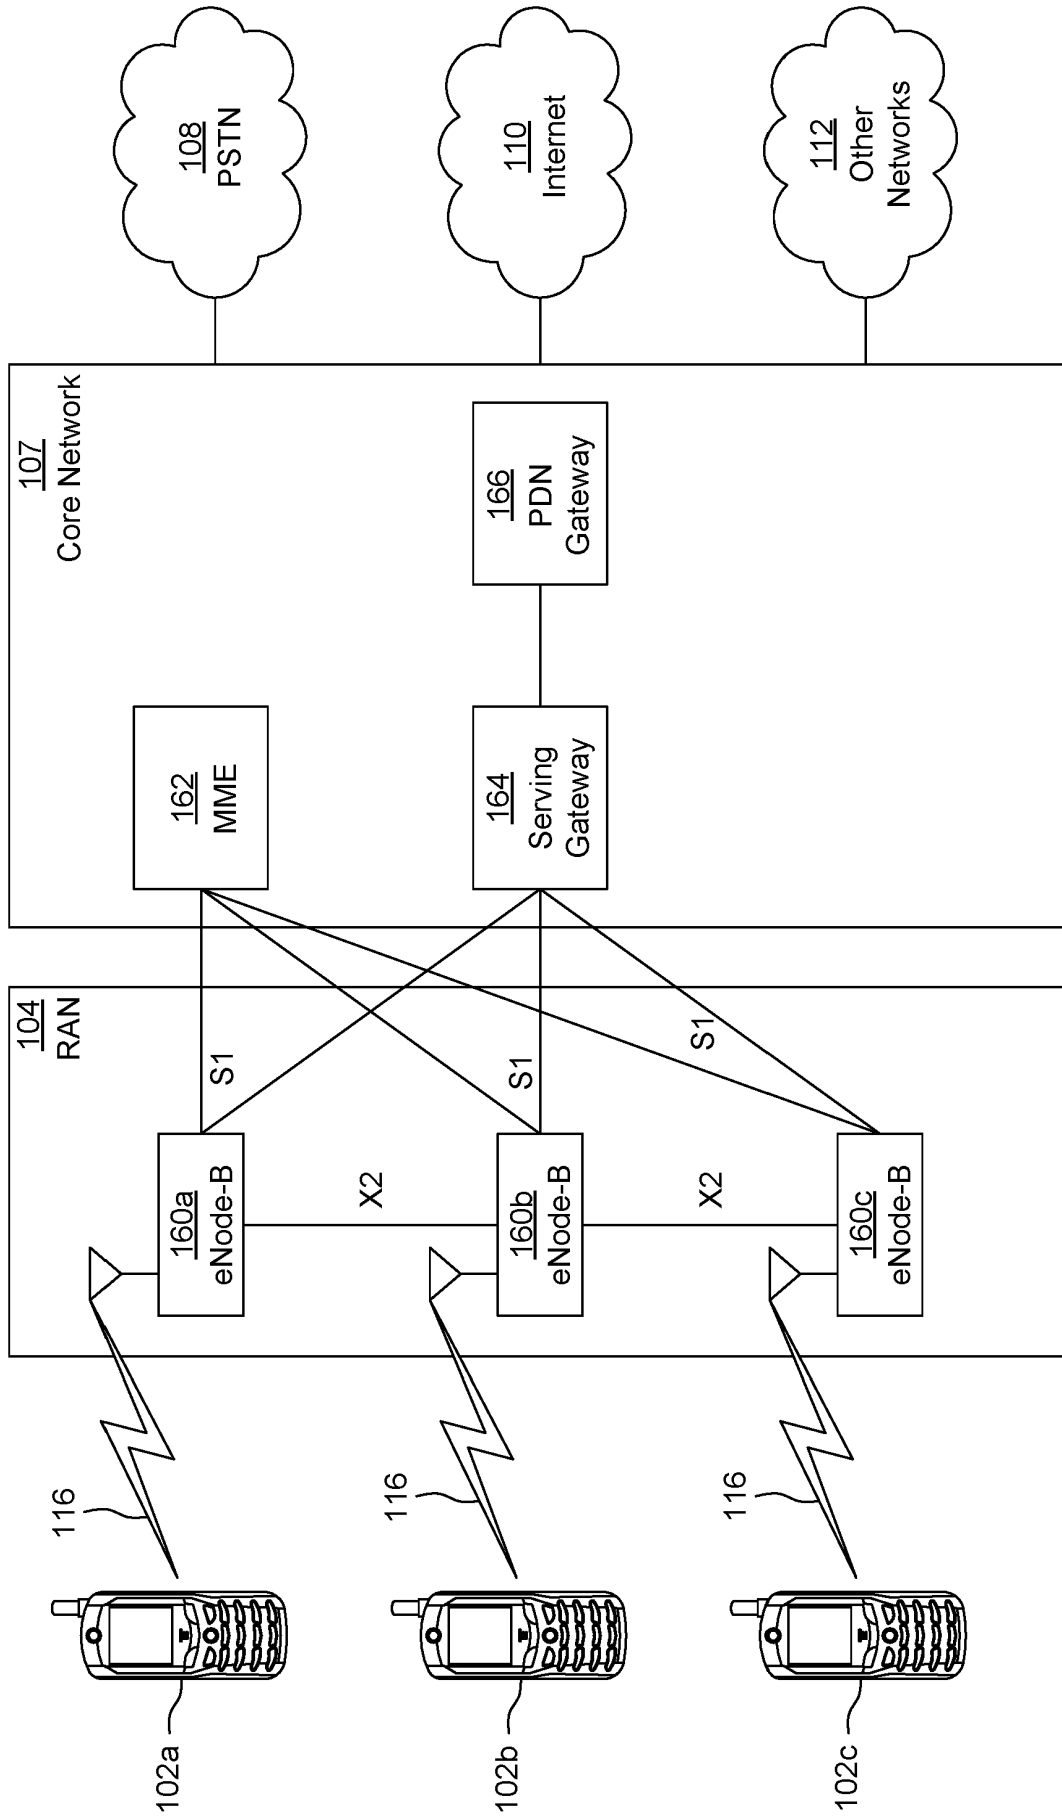 102a
116
160a
eNode-B
S1
104
RAN
162
MME
107
Core Network
108
PSTN
X2
102b
116
160b
eNode-B
S1
164
Serving
Gateway
166
PDN
Gateway
110
Internet
X2
102c
116
160c
eNode-B
S1
112
Other
Networks